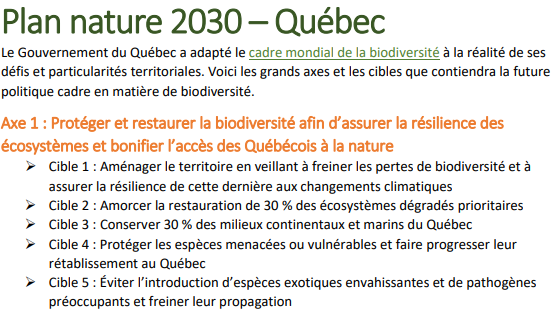 Plan nature 2030 – Québec
Le Gouvernement du Québec a adapté le cadre mondial de la biodiversité à la réalité de ses
défis et particularités territoriales. Voici les grands axes et les cibles que contiendra la future
politique cadre en matière de biodiversité.
Axe 1 : Protéger et restaurer la biodiversité afin d’assurer la résilience des
écosystèmes et bonifier l’accès des Québécois à la nature
➢ Cible 1 : Aménager le territoire en veillant à freiner les pertes de biodiversité et à
assurer la résilience de cette dernière aux changements climatiques
➢ Cible 2 : Amorcer la restauration de 30 % des écosystèmes dégradés prioritaires
➢ Cible 3 : Conserver 30 % des milieux continentaux et marins du Québec
➢ Cible 4 : Protéger les espèces menacées ou vulnérables et faire progresser leur
rétablissement au Québec
➢ Cible 5 : Éviter l’introduction d’espèces exotiques envahissantes et de pathogènes
préoccupants et freiner leur propagation